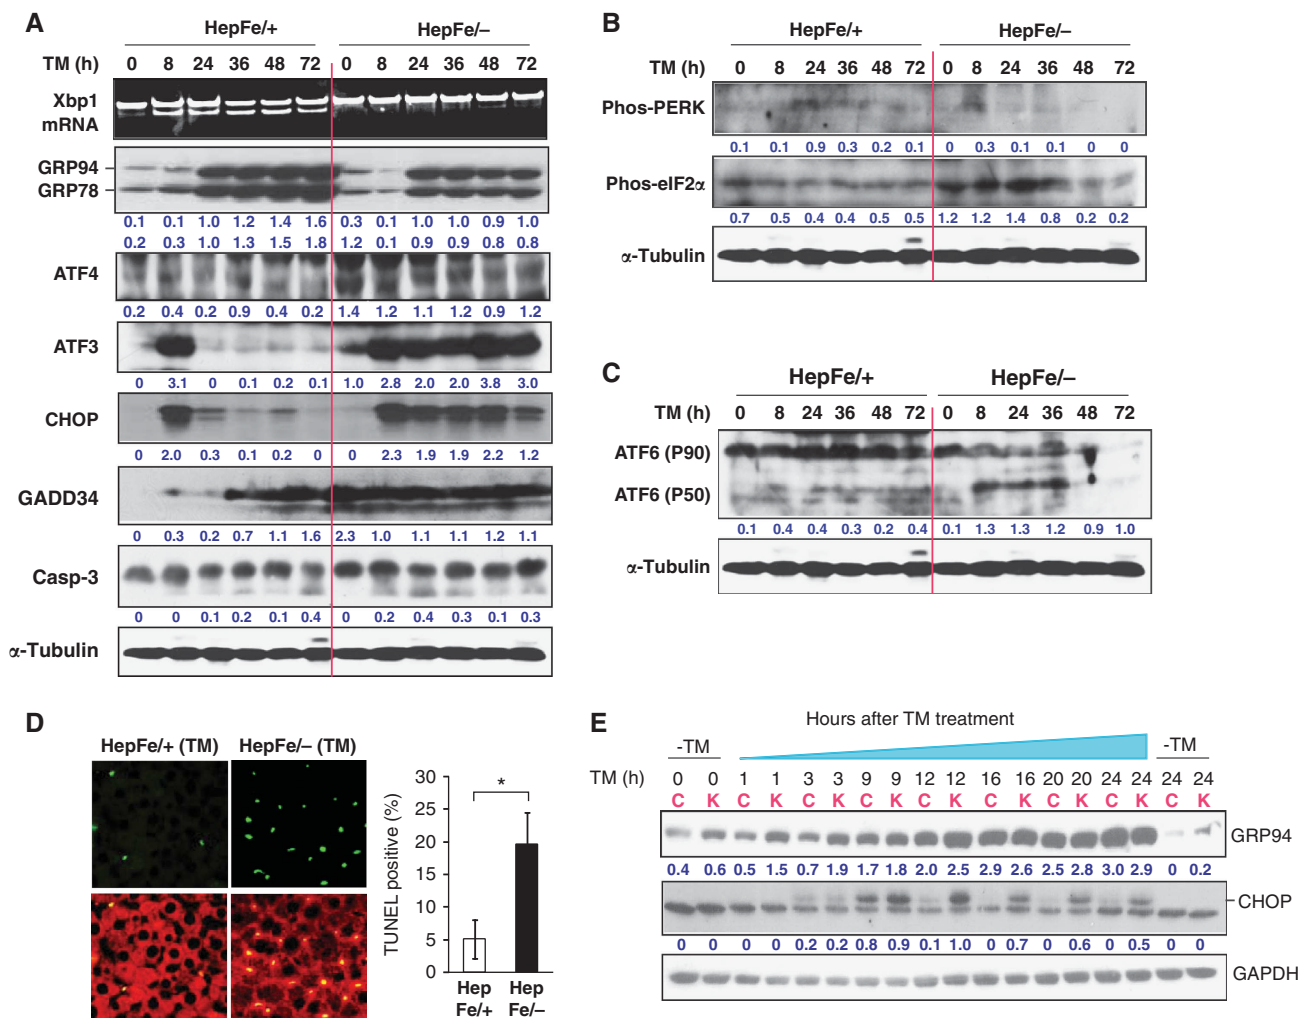 A
HepFe/+ HepFe/–
TM (h) 0 8 24 36 48 72 0 8 24 36 48 72
Xbp1
mRNA
GRP94
GRP78
0.1 0.1 1.0 1.2 1.4 1.6 0.3 0.1 1.0 1.0 0.9 1.0
0.2 0.3 1.0 1.3 1.5 1.8 1.2 0.1 0.9 0.9 0.8 0.8
ATF4
0.2 0.4 0.2 0.9 0.4 0.2 1.4 1.2 1.1 1.2 0.9 1.2
ATF3
0 3.1 0 0.1 0.2 0.1 1.0 2.8 2.0 2.0 3.8 3.0
CHOP
0 2.0 0.3 0.1 0.2 0 0 2.3 1.9 1.9 2.2 1.2
GADD34
0 0.3 0.2 0.7 1.1 1.6 2.3 1.0 1.1 1.1 1.2 1.1
Casp-3
0 0 0.1 0.2 0.1 0.4 0 0.2 0.4 0.3 0.1 0.3
α-Tubulin
B
HepFe/+ HepFe/–
TM (h) 0 8 24 36 48 72 0 8 24 36 48 72
Phos-PERK
0.1 0.1 0.9 0.3 0.2 0.1 0 0.3 0.1 0.1 0 0
Phos-eIF2α
0.7 0.5 0.4 0.4 0.5 0.5 1.2 1.2 1.4 0.8 0.2 0.2
α-Tubulin
C
HepFe/+ HepFe/–
TM (h) 0 8 24 36 48 72 0 8 24 36 48 72
ATF6 (P90)
ATF6 (P50)
0.1 0.4 0.4 0.3 0.2 0.4 0.1 1.3 1.3 1.2 0.9 1.0
α-Tubulin
D
HepFe/+ (TM) HepFe/– (TM)
TUNEL positive (%)
30
25
20
15
10
5
0
*
Hep Hep
Fe/+ Fe/–
E
Hours after TM treatment
-TM -TM
TM (h) 0 0 1 1 3 3 9 9 12 12 16 16 20 20 24 24 24 24
C K C K C K C K C K C K C K C K C K
GRP94
0.4 0.6 0.5 1.5 0.7 1.9 1.7 1.8 2.0 2.5 2.9 2.6 2.5 2.8 3.0 2.9 0 0.2
CHOP
0 0 0 0 0.2 0.2 0.8 0.9 0.1 1.0 0 0.7 0 0.6 0 0.5 0 0
GAPDH